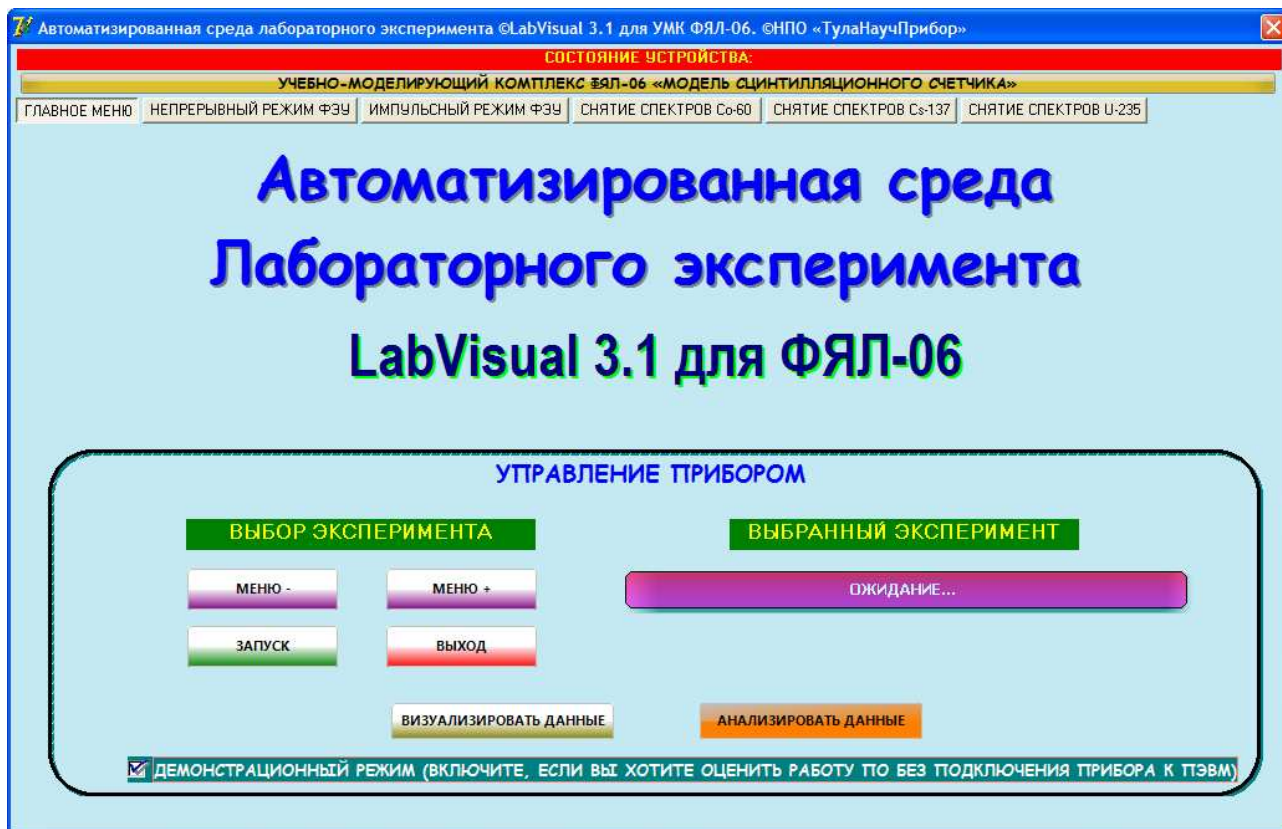 Автоматизированная среда лабораторного эксперимента ©LabVisual 3.1 для УМК ФЯЛ-06. ©НПО «ТулаНаучПрибор»
СОСТОЯНИЕ УСТРОЙСТВА:
УЧЕБНО-МОДЕЛИРУЮЩИЙ КОМПЛЕКС ФЯЛ-06 «МОДЕЛЬ СЦИНТИЛЛЯЦИОННОГО СЧЕТЧИКА»
ГЛАВНОЕ МЕНЮ НЕПРЕРЫВНЫЙ РЕЖИМ ФЭУ ИМПУЛЬСНЫЙ РЕЖИМ ФЭУ СНЯТИЕ СПЕКТРОВ Co-60 СНЯТИЕ СПЕКТРОВ Cs-137 СНЯТИЕ СПЕКТРОВ U-235
Автоматизированная среда
Лабораторного эксперимента
LabVisual 3.1 для ФЯЛ-06
УПРАВЛЕНИЕ ПРИБОРОМ
ВЫБОР ЭКСПЕРИМЕНТА ВЫБРАННЫЙ ЭКСПЕРИМЕНТ
МЕНЮ - МЕНЮ + ОЖИДАНИЕ...
ЗАПУСК ВЫХОД
ВИЗУАЛИЗИРОВАТЬ ДАННЫЕ АНАЛИЗИРОВАТЬ ДАННЫЕ
ДЕМОНСТРАЦИОННЫЙ РЕЖИМ (ВКЛЮЧИТЕ, ЕСЛИ ВЫ ХОТИТЕ ОЦЕНИТЬ РАБОТУ ПО БЕЗ ПОДКЛЮЧЕНИЯ ПРИБОРА К ПЭВМ)